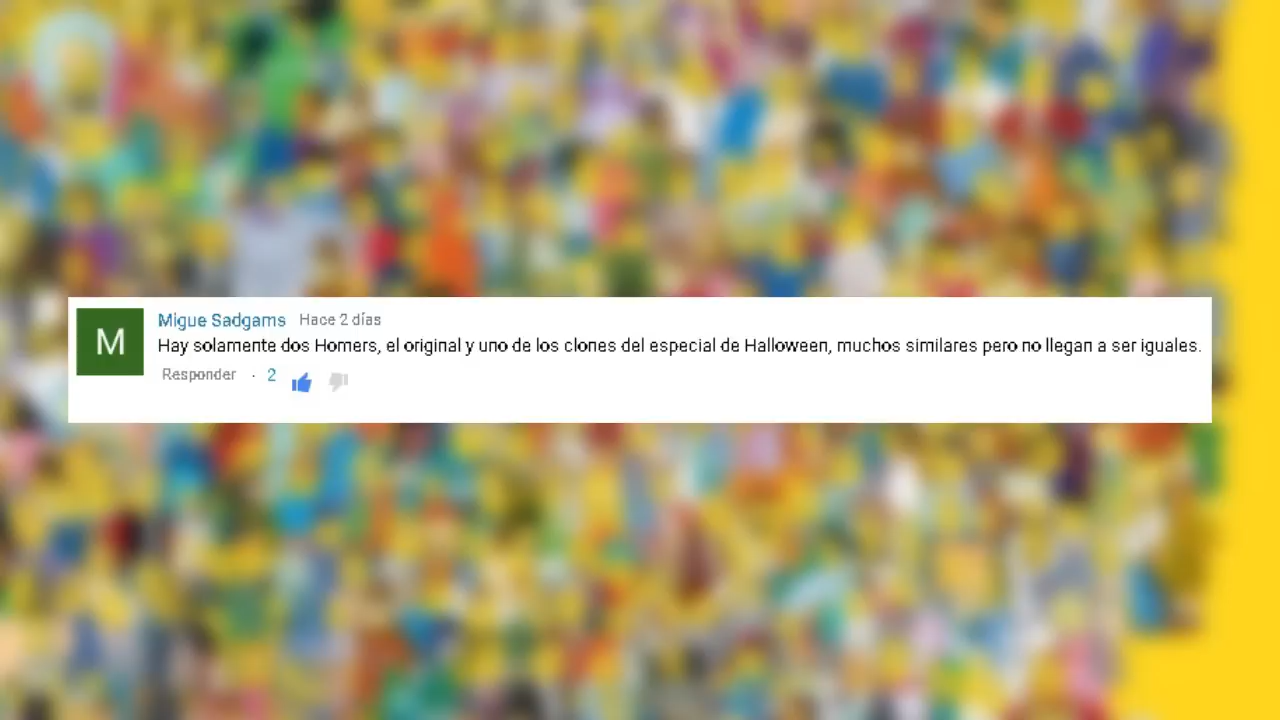 M
Migue Sadgams Hace 2 días
Hay solamente dos Homers, el original y uno de los clones del especial de Halloween, muchos similares pero no llegan a ser iguales.
Responder · 2